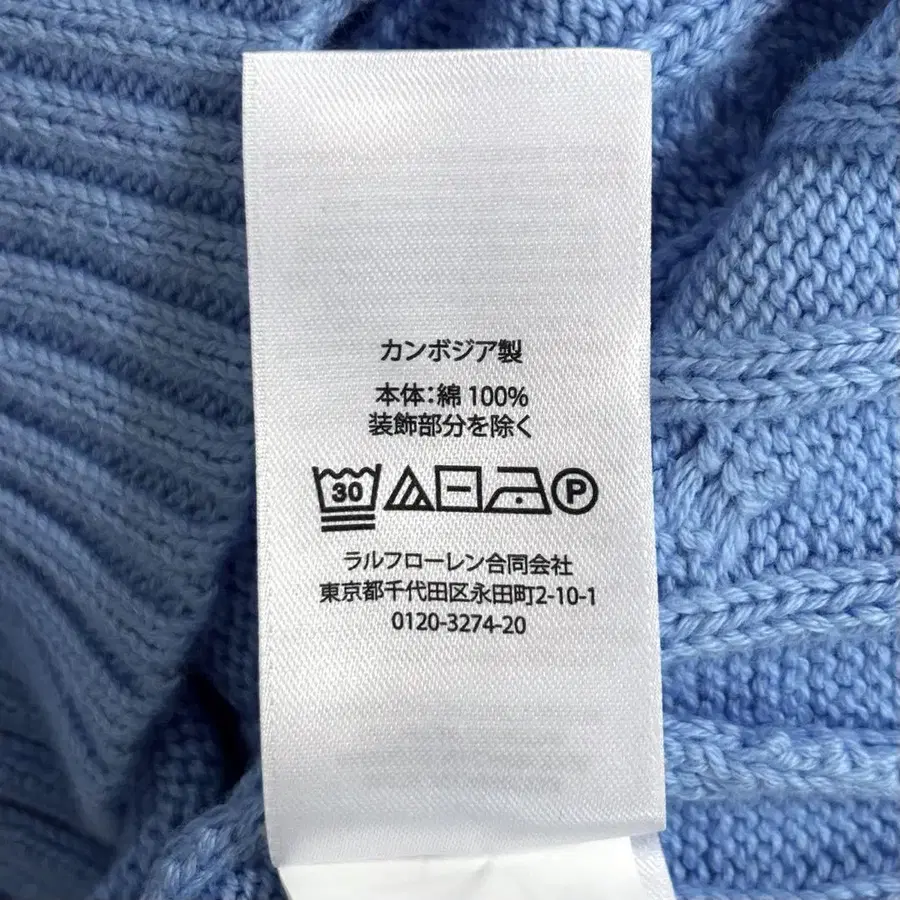 カンボジア製
本体：綿 100%
装飾部分を除く
30 P
ラルフローレン合同会社
東京都千代田区永田町2-10-1
0120-3274-20